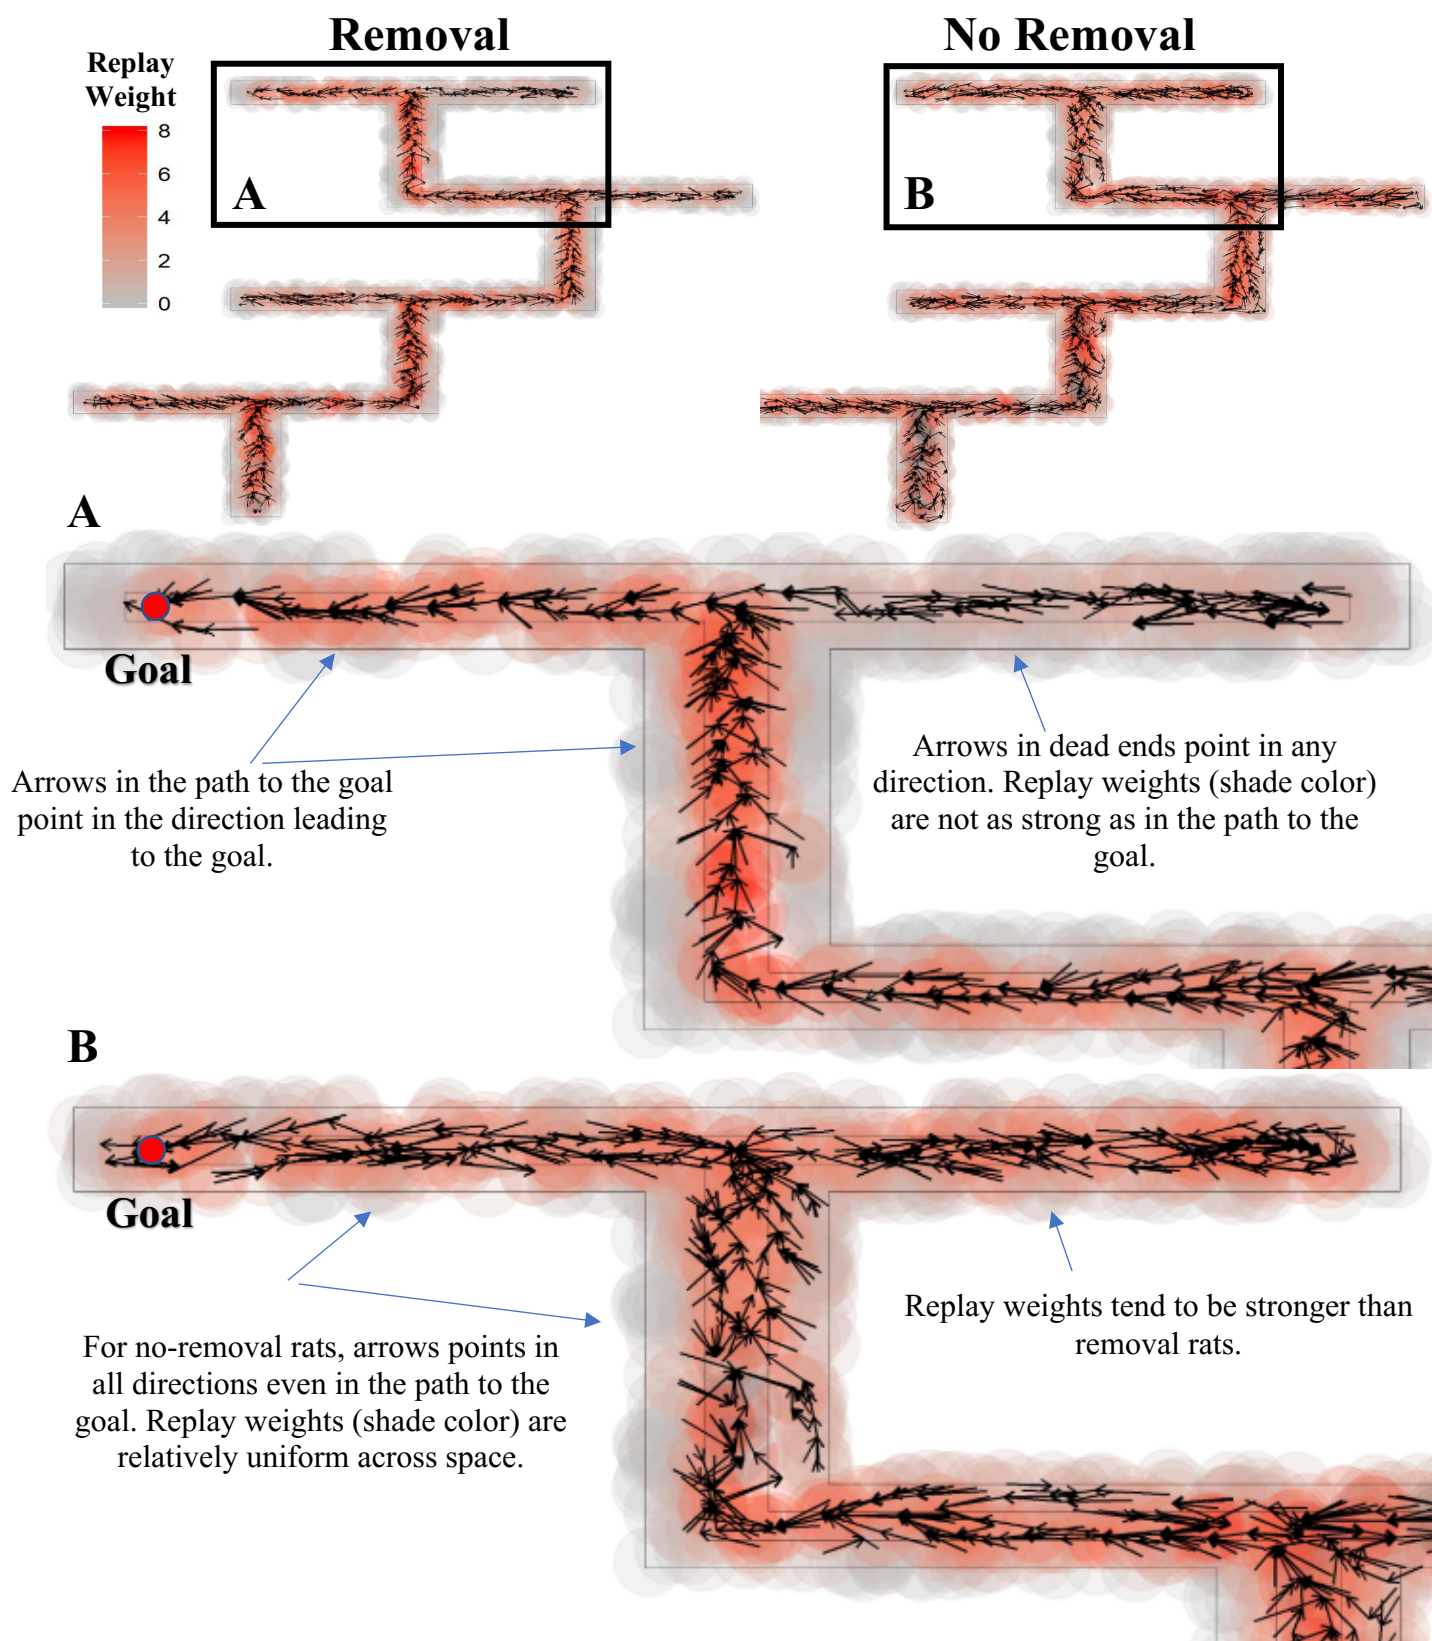 Removal
No Removal
Replay
Weight
8
6
4
2
0
A
B
A
Goal
Arrows in the path to the goal
point in the direction leading
to the goal.
Arrows in dead ends point in any
direction. Replay weights (shade color)
are not as strong as in the path to the
goal.
B
Goal
For no-removal rats, arrows points in
all directions even in the path to the
goal. Replay weights (shade color) are
relatively uniform across space.
Replay weights tend to be stronger than
removal rats.